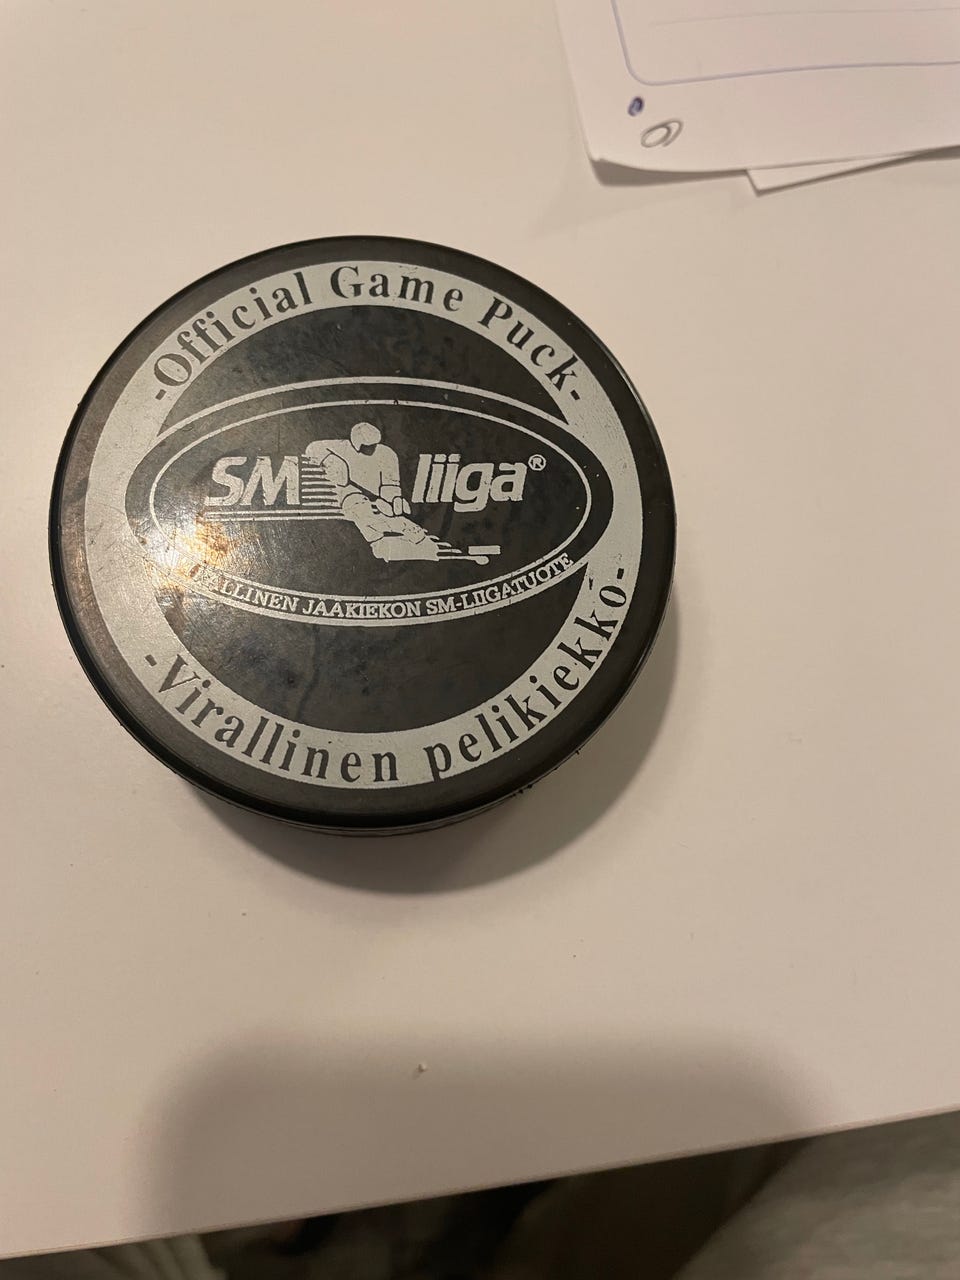 -Official Game Puck-
SM liiga®
JAAKIEKON SM-LIIGATUOTE
-Virallinen pelikiekko-